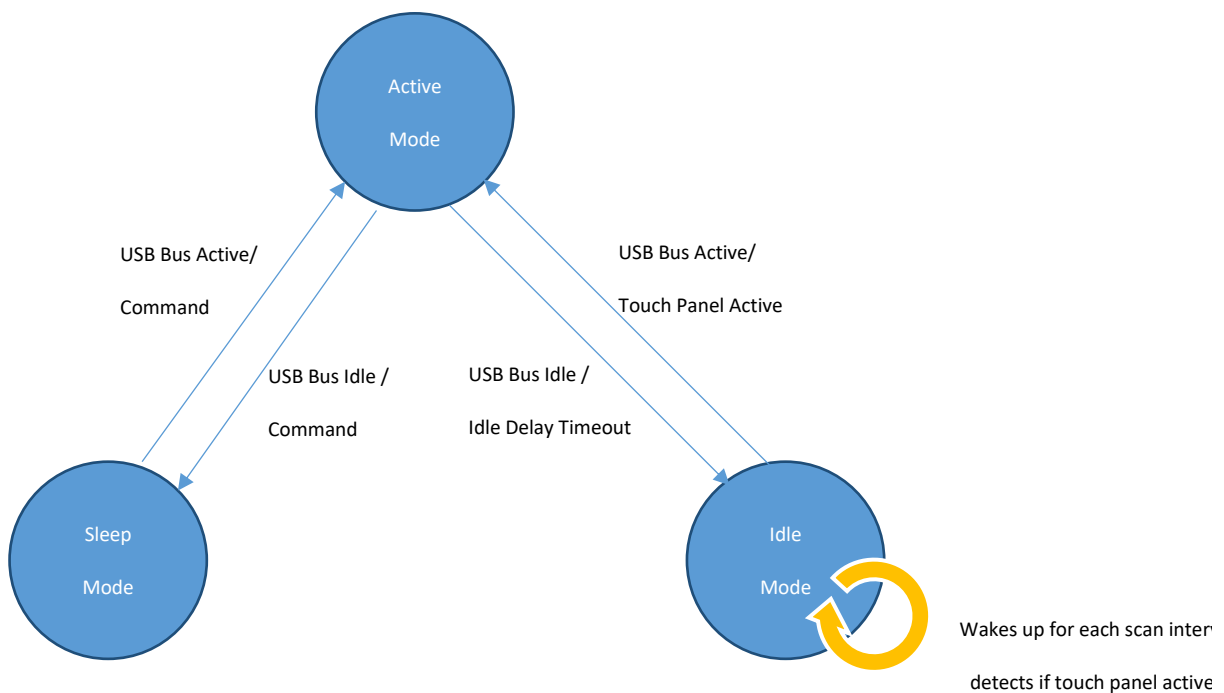 Active
Mode
USB Bus Active/
Command
USB Bus Active/
Touch Panel Active
USB Bus Idle /
Command
USB Bus Idle /
Idle Delay Timeout
Sleep
Mode
Idle
Mode
Wakes up for each scan
detects if touch panel active